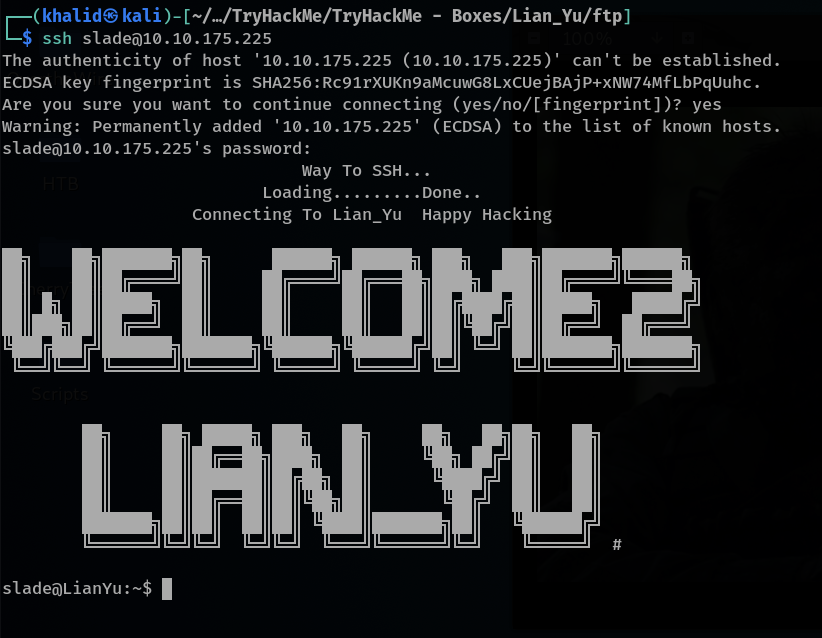 ┌──(khalid㉿kali)-[~/…/TryHackMe/TryHackMe - Boxes/Lian_Yu/ftp]
└─$ ssh slade@10.10.175.225
The authenticity of host '10.10.175.225 (10.10.175.225)' can't be established.
ECDSA key fingerprint is SHA256:Rc91rXUKn9aMcuwG8LxCUejBAjP+xNW74MfLbPqUuhc.
Are you sure you want to continue connecting (yes/no/[fingerprint])? yes
Warning: Permanently added '10.10.175.225' (ECDSA) to the list of known hosts.
slade@10.10.175.225's password:
Way To SSH...
Loading.........Done..
Connecting To Lian_Yu  Happy Hacking
WELCOME2
LIAN_YU #
slade@LianYu:~$
HTB
Scripts
100%